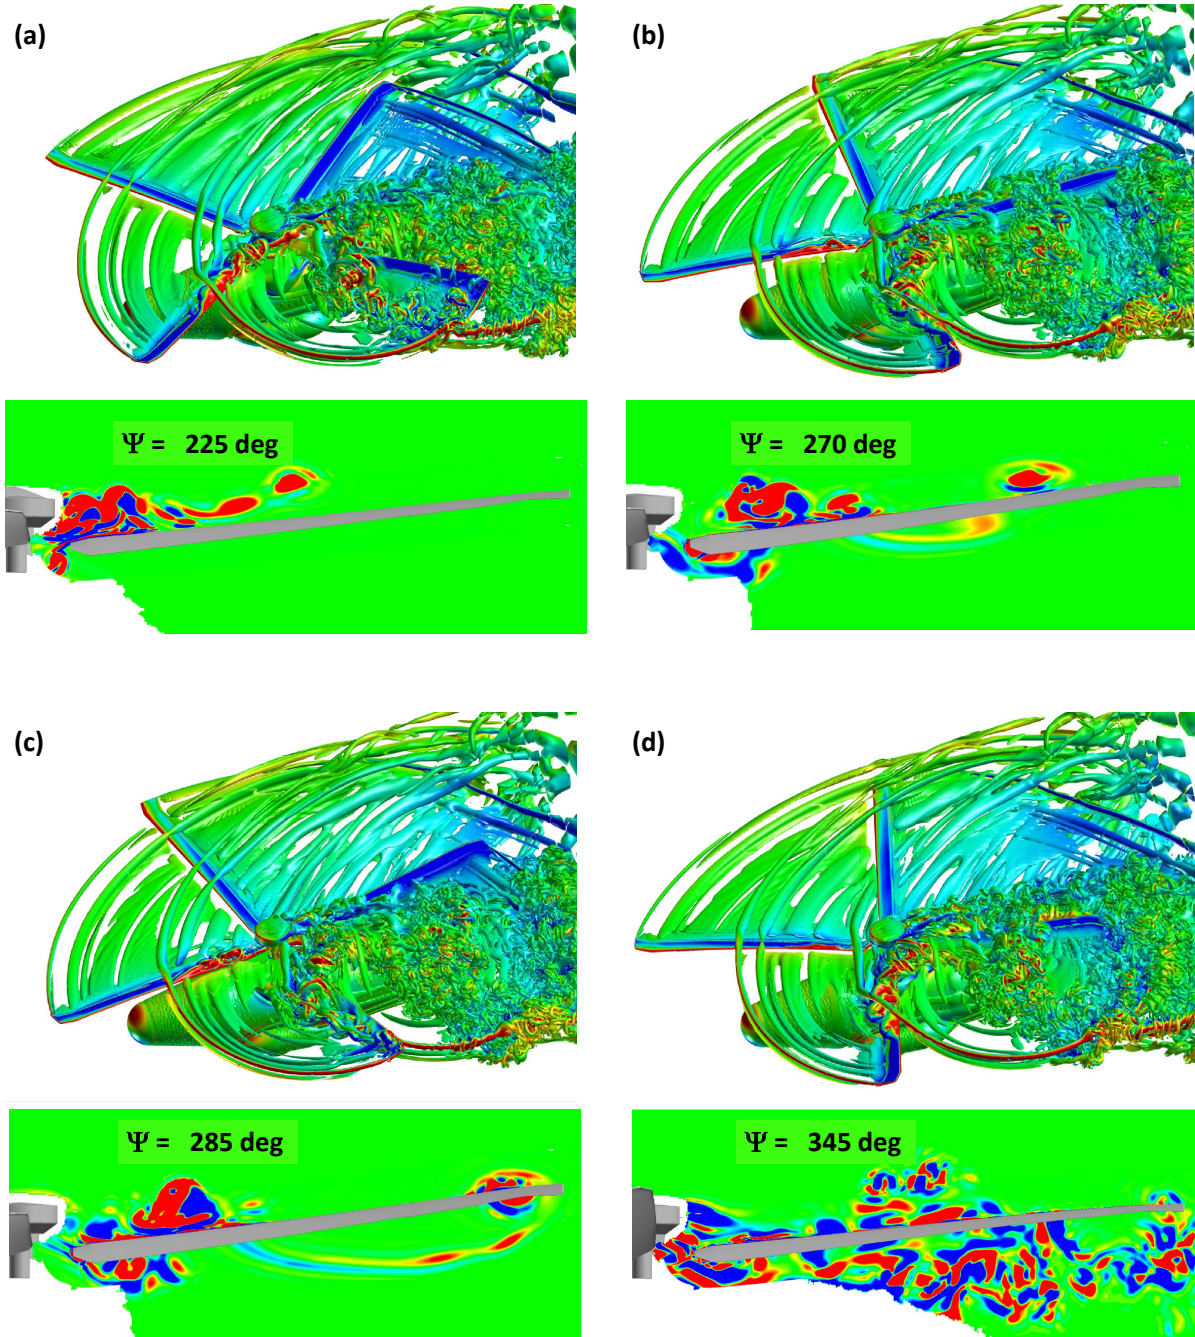 (a)
(b)
Ψ = 225 deg
Ψ = 270 deg
(c)
(d)
Ψ = 285 deg
Ψ = 345 deg